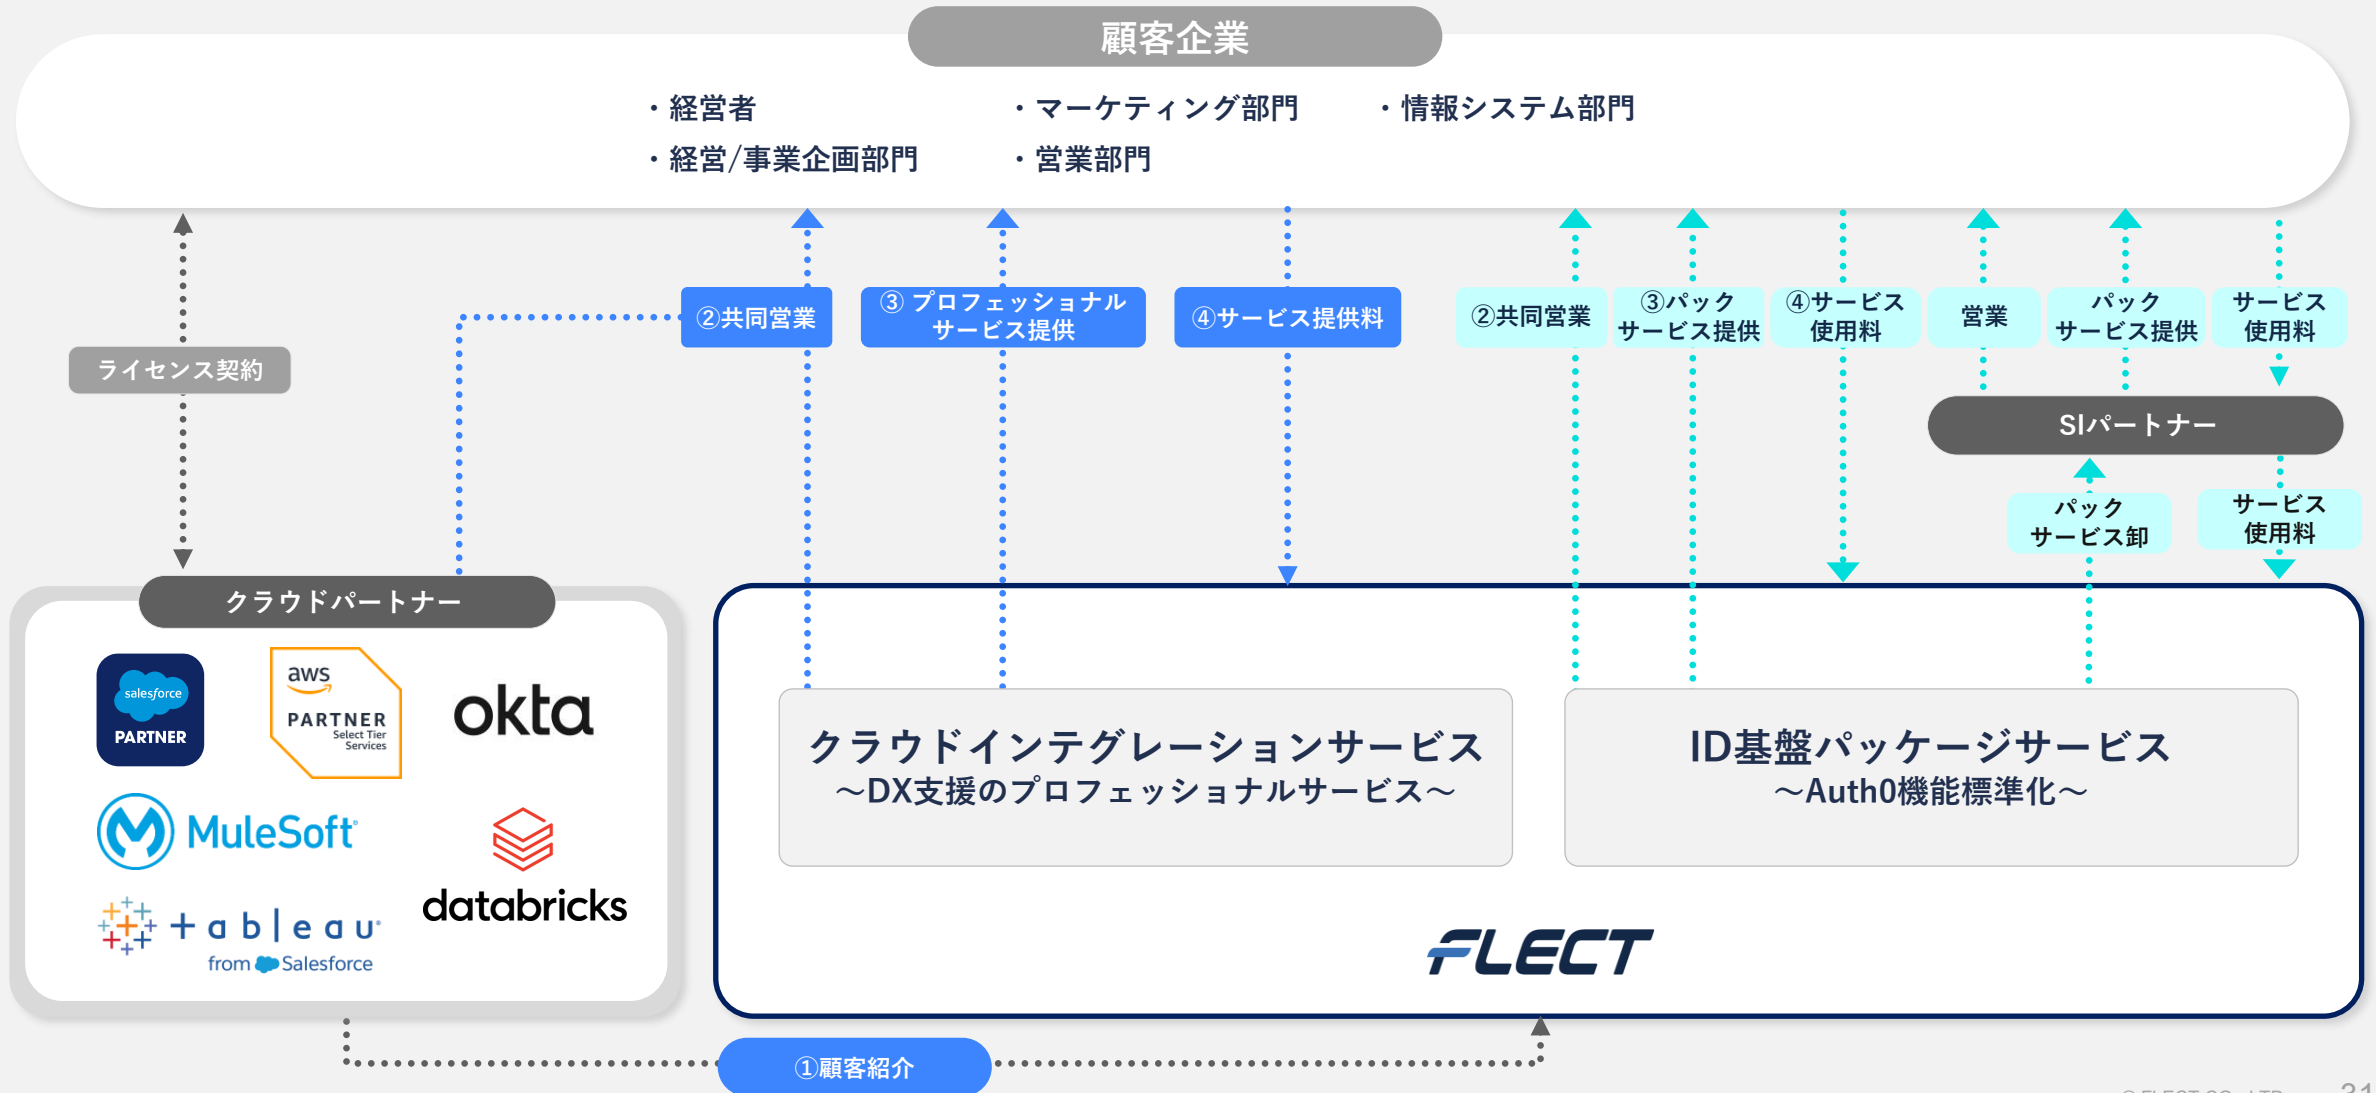 顧客企業
・経営者
・マーケティング部門
・情報システム部門
・経営/事業企画部門
・営業部門
②共同営業
③ プロフェッショナル
サービス提供
④サービス提供料
②共同営業
③パック
サービス提供
④サービス
使用料
営業
パック
サービス提供
サービス
使用料
ライセンス契約
SIパートナー
パック
サービス卸
サービス
使用料
クラウドパートナー
salesforce
PARTNER
aws
PARTNER
Select Tier
Services
okta
MuleSoft
databricks
+ableau
from Salesforce
クラウドインテグレーションサービス
～DX支援のプロフェッショナルサービス～
ID基盤パッケージサービス
～Auth0機能標準化～
FLECT
①顧客紹介
© FLECT CO., LTD.
31